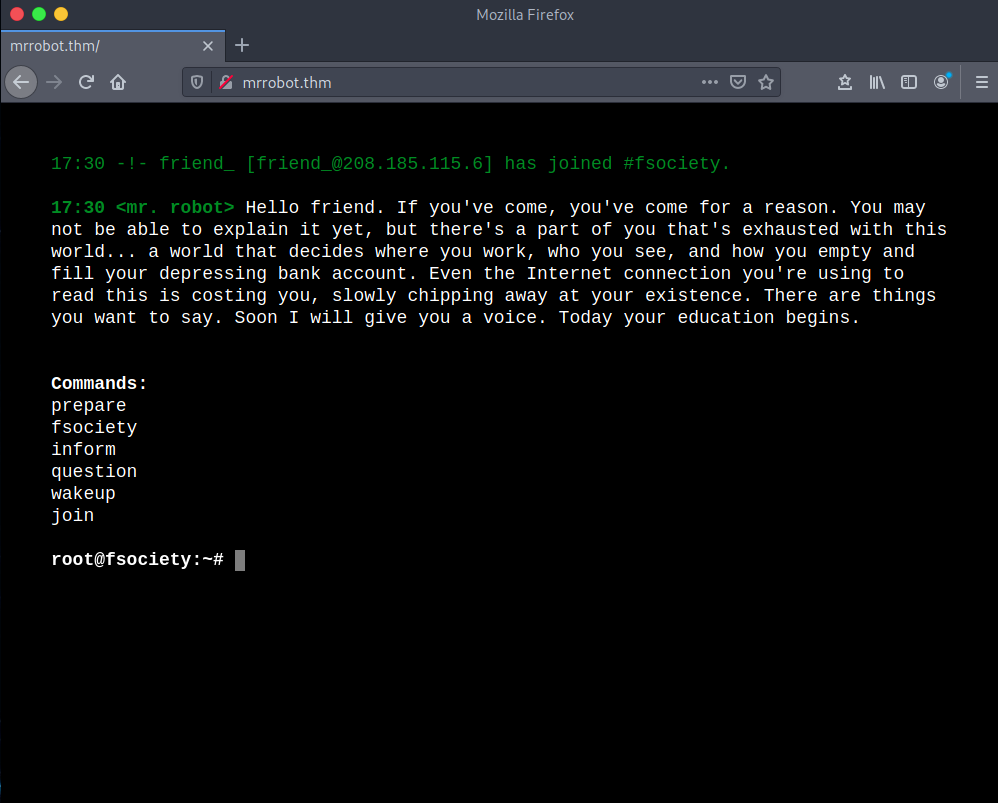 Mozilla Firefox
mrrobot.thm/
mrrobot.thm
17:30 -!- friend_ [friend_@208.185.115.6] has joined #fsociety.
17:30 <mr. robot> Hello friend. If you've come, you've come for a reason. You may
not be able to explain it yet, but there's a part of you that's exhausted with this
world... a world that decides where you work, who you see, and how you empty and
fill your depressing bank account. Even the Internet connection you're using to
read this is costing you, slowly chipping away at your existence. There are things
you want to say. Soon I will give you a voice. Today your education begins.
Commands:
prepare
fsociety
inform
question
wakeup
join
root@fsociety:~#